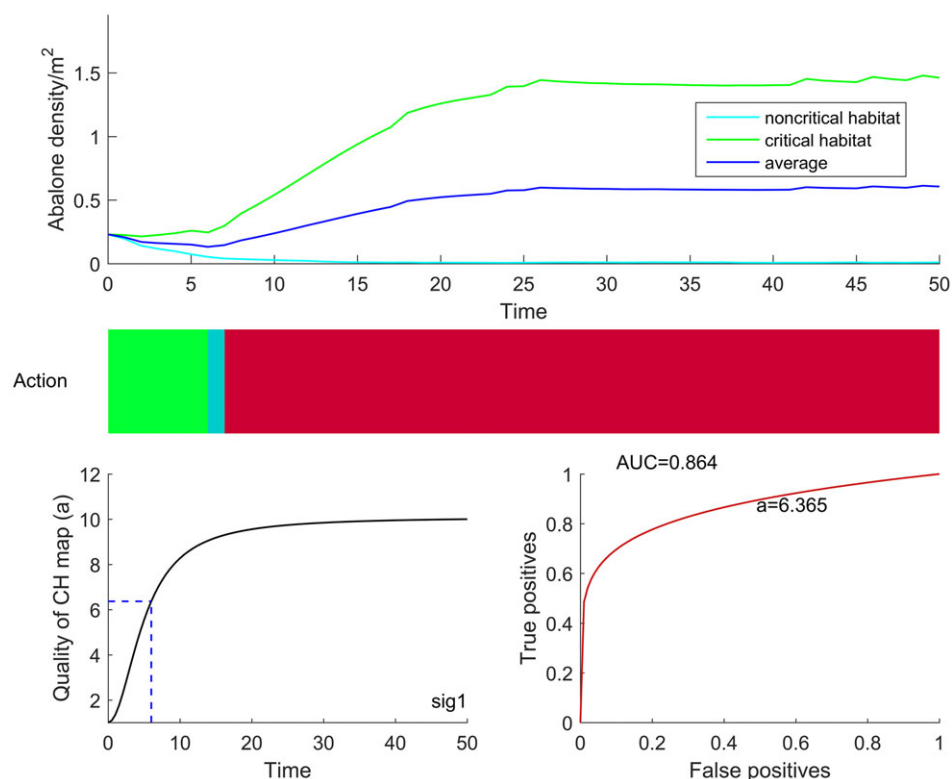 Abalone density/m²
1.5
1
0.5
0
noncritical habitat
critical habitat
average
0 5 10 15 20 25 30 35 40 45 50
Time
Action
Quality of CH map (a)
12
10
8
6
4
2
sig1
0 10 20 30 40 50
Time
AUC=0.864
a=6.365
True positives
1
0.8
0.6
0.4
0.2
0
0 0.2 0.4 0.6 0.8 1
False positives